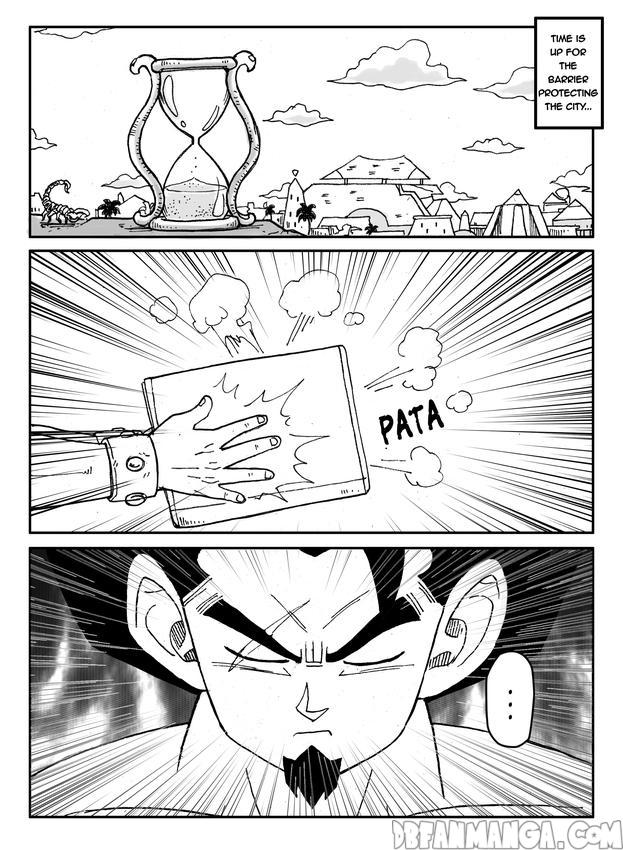 TIME IS
UP FOR
THE
BARRIER
PROTECTING
THE CITY...
PATA
...
DBFANMANGA.COM